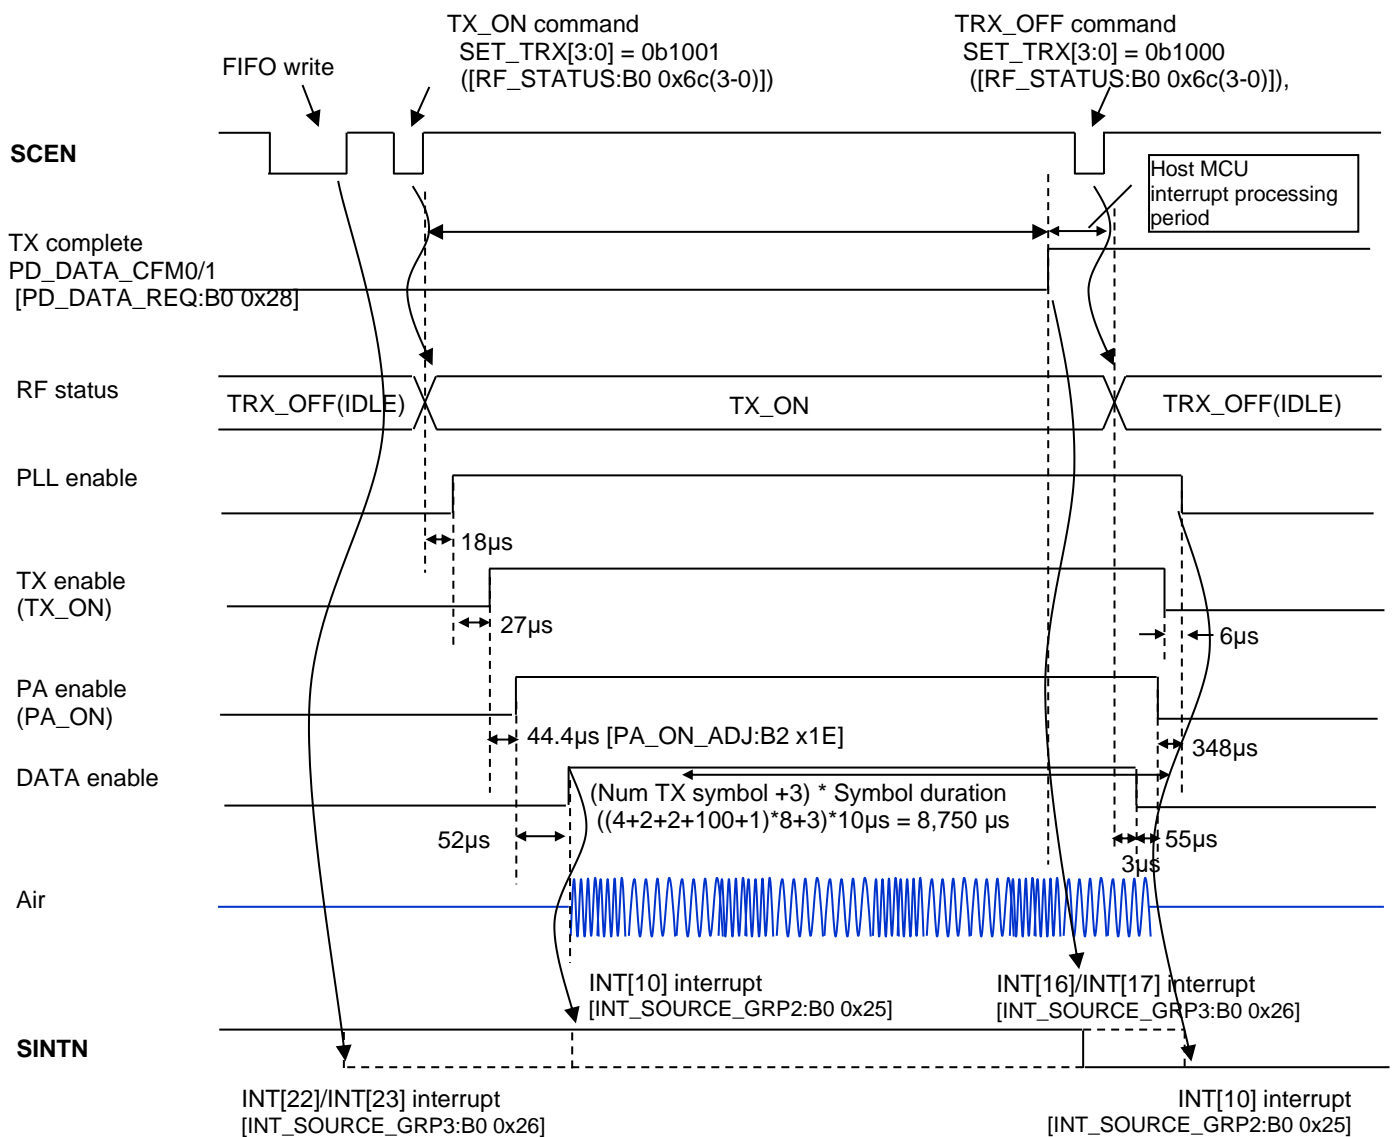 TX_ON command
SET_TRX[3:0] = 0b1001
([RF_STATUS:B0 0x6c(3-0)])
TRX_OFF command
SET_TRX[3:0] = 0b1000
([RF_STATUS:B0 0x6c(3-0)]),
FIFO write
SCEN
Host MCU
interrupt processing
period
TX complete
PD_DATA_CFM0/1
[PD_DATA_REQ:B0 0x28]
RF status
TRX_OFF(IDLE)
TX_ON
TRX_OFF(IDLE)
PLL enable
18µs
TX enable
(TX_ON)
27µs
6µs
PA enable
(PA_ON)
44.4µs [PA_ON_ADJ:B2 x1E]
348µs
DATA enable
(Num TX symbol +3) * Symbol duration
((4+2+2+100+1)*8+3)*10µs = 8,750 µs
52µs
55µs
3µs
Air
INT[10] interrupt
[INT_SOURCE_GRP2:B0 0x25]
INT[16]/INT[17] interrupt
[INT_SOURCE_GRP3:B0 0x26]
SINTN
INT[22]/INT[23] interrupt
[INT_SOURCE_GRP3:B0 0x26]
INT[10] interrupt
[INT_SOURCE_GRP2:B0 0x25]